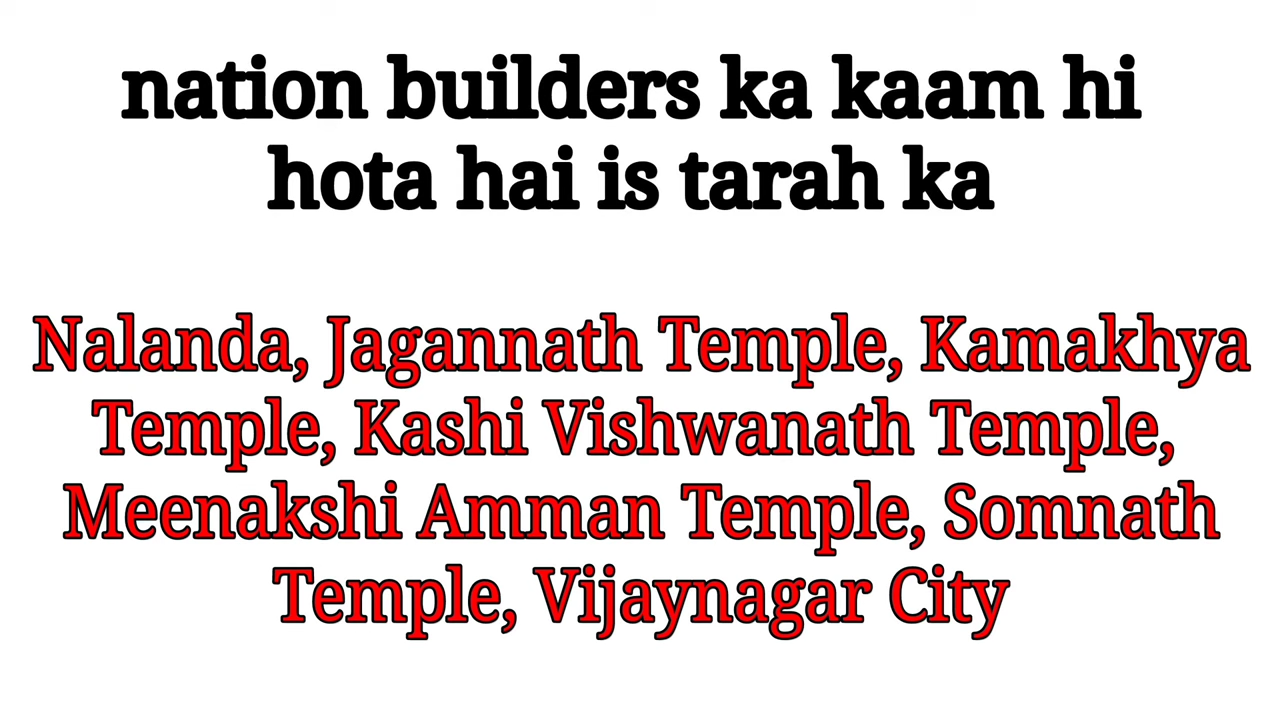 nation builders ka kaam hi
hota hai is tarah ka
Nalanda, Jagannath Temple, Kamakhya
Temple, Kashi Vishwanath Temple,
Meenakshi Amman Temple, Somnath
Temple, Vijaynagar City